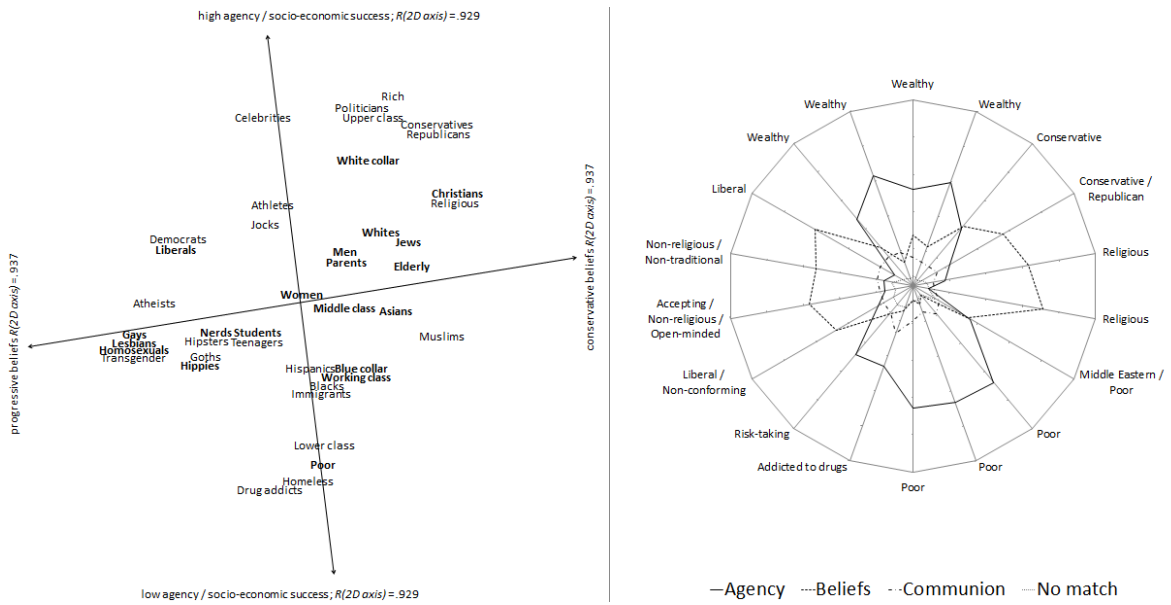 high agency / socio-economic success; R(2D axis) = .929
Rich
Politicians
Celebrities
Upper class
Conservatives
Republicans
White collar
Christians
Religious
Athletes
Jocks
Whites
Democrats
Jews
Liberals
Men
Parents
Elderly
conservative beliefs R(2D axis) = .937
Women
Atheists
Middle class
Asians
Gays
Nerds
Students
Muslims
Lesbians
Hipsters
Teenagers
Homosexuals
Transgender
Goths
Hippies
Hispanics
Blue collar
Working class
Blacks
Immigrants
progressive beliefs R(2D axis) = .937
Lower class
Poor
Homeless
Drug addicts
low agency / socio-economic success; R(2D axis) = .929
Wealthy
Wealthy
Conservative
Conservative /
Republican
Religious
Religious
Middle Eastern /
Poor
Poor
Poor
Poor
Addicted to drugs
Risk-taking
Liberal /
Non-conforming
Accepting /
Non-religious /
Open-minded
Non-religious /
Non-traditional
Liberal
Wealthy
Wealthy
Agency
Beliefs
Communion
No match